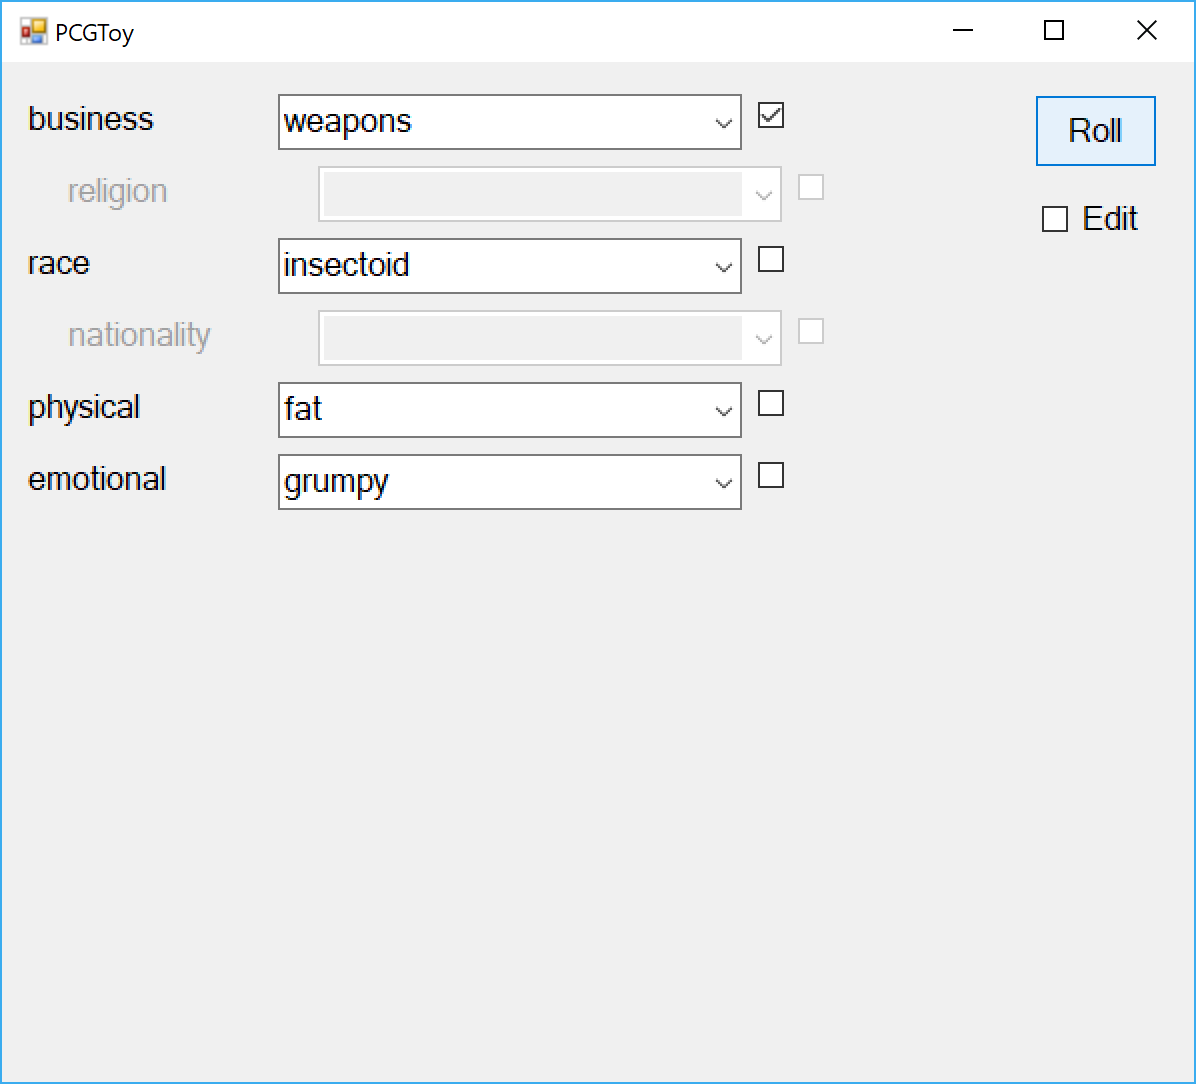 PCGToy
business weapons Roll
religion Edit
race insectoid
nationality
physical fat
emotional grumpy